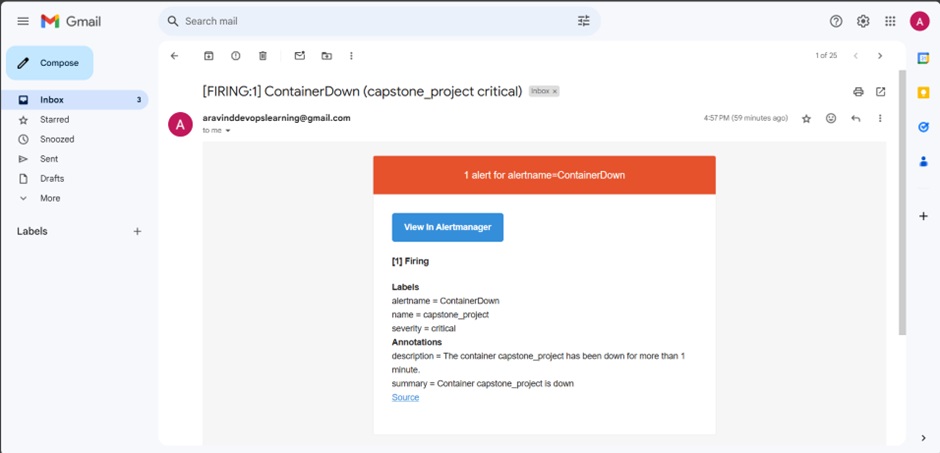 Gmail
Search mail
A
Compose
Inbox 3
Starred
Snoozed
Sent
Drafts
More
Labels
1 of 25
[FIRING:1] ContainerDown (capstone_project critical) Inbox x
A
aravinddevopslearning@gmail.com
4:57 PM (59 minutes ago)
to me
1 alert for alertname=ContainerDown
View In Alertmanager
[1] Firing
Labels
alertname = ContainerDown
name = capstone_project
severity = critical
Annotations
description = The container capstone_project has been down for more than 1
minute.
summary = Container capstone_project is down
Source